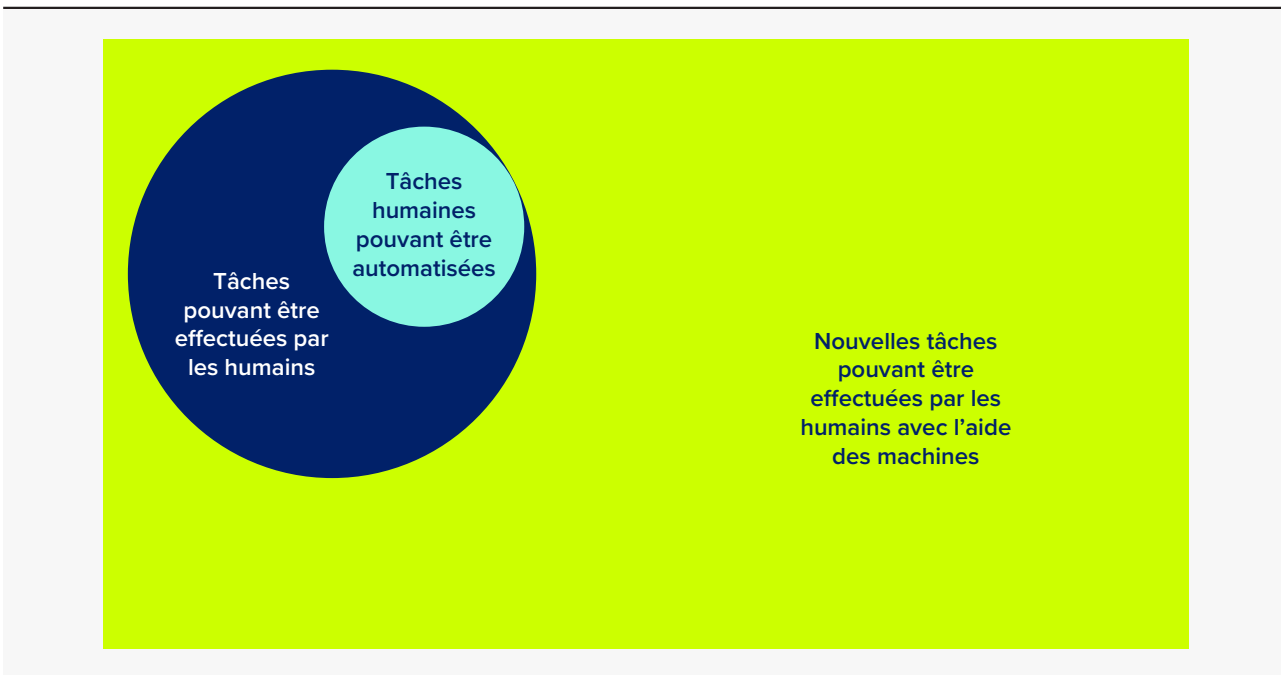 Tâches
humaines
pouvant être
automatisées
Tâches
pouvant être
effectuées par
les humains
Nouvelles tâches
pouvant être
effectuées par les
humains avec l’aide
des machines